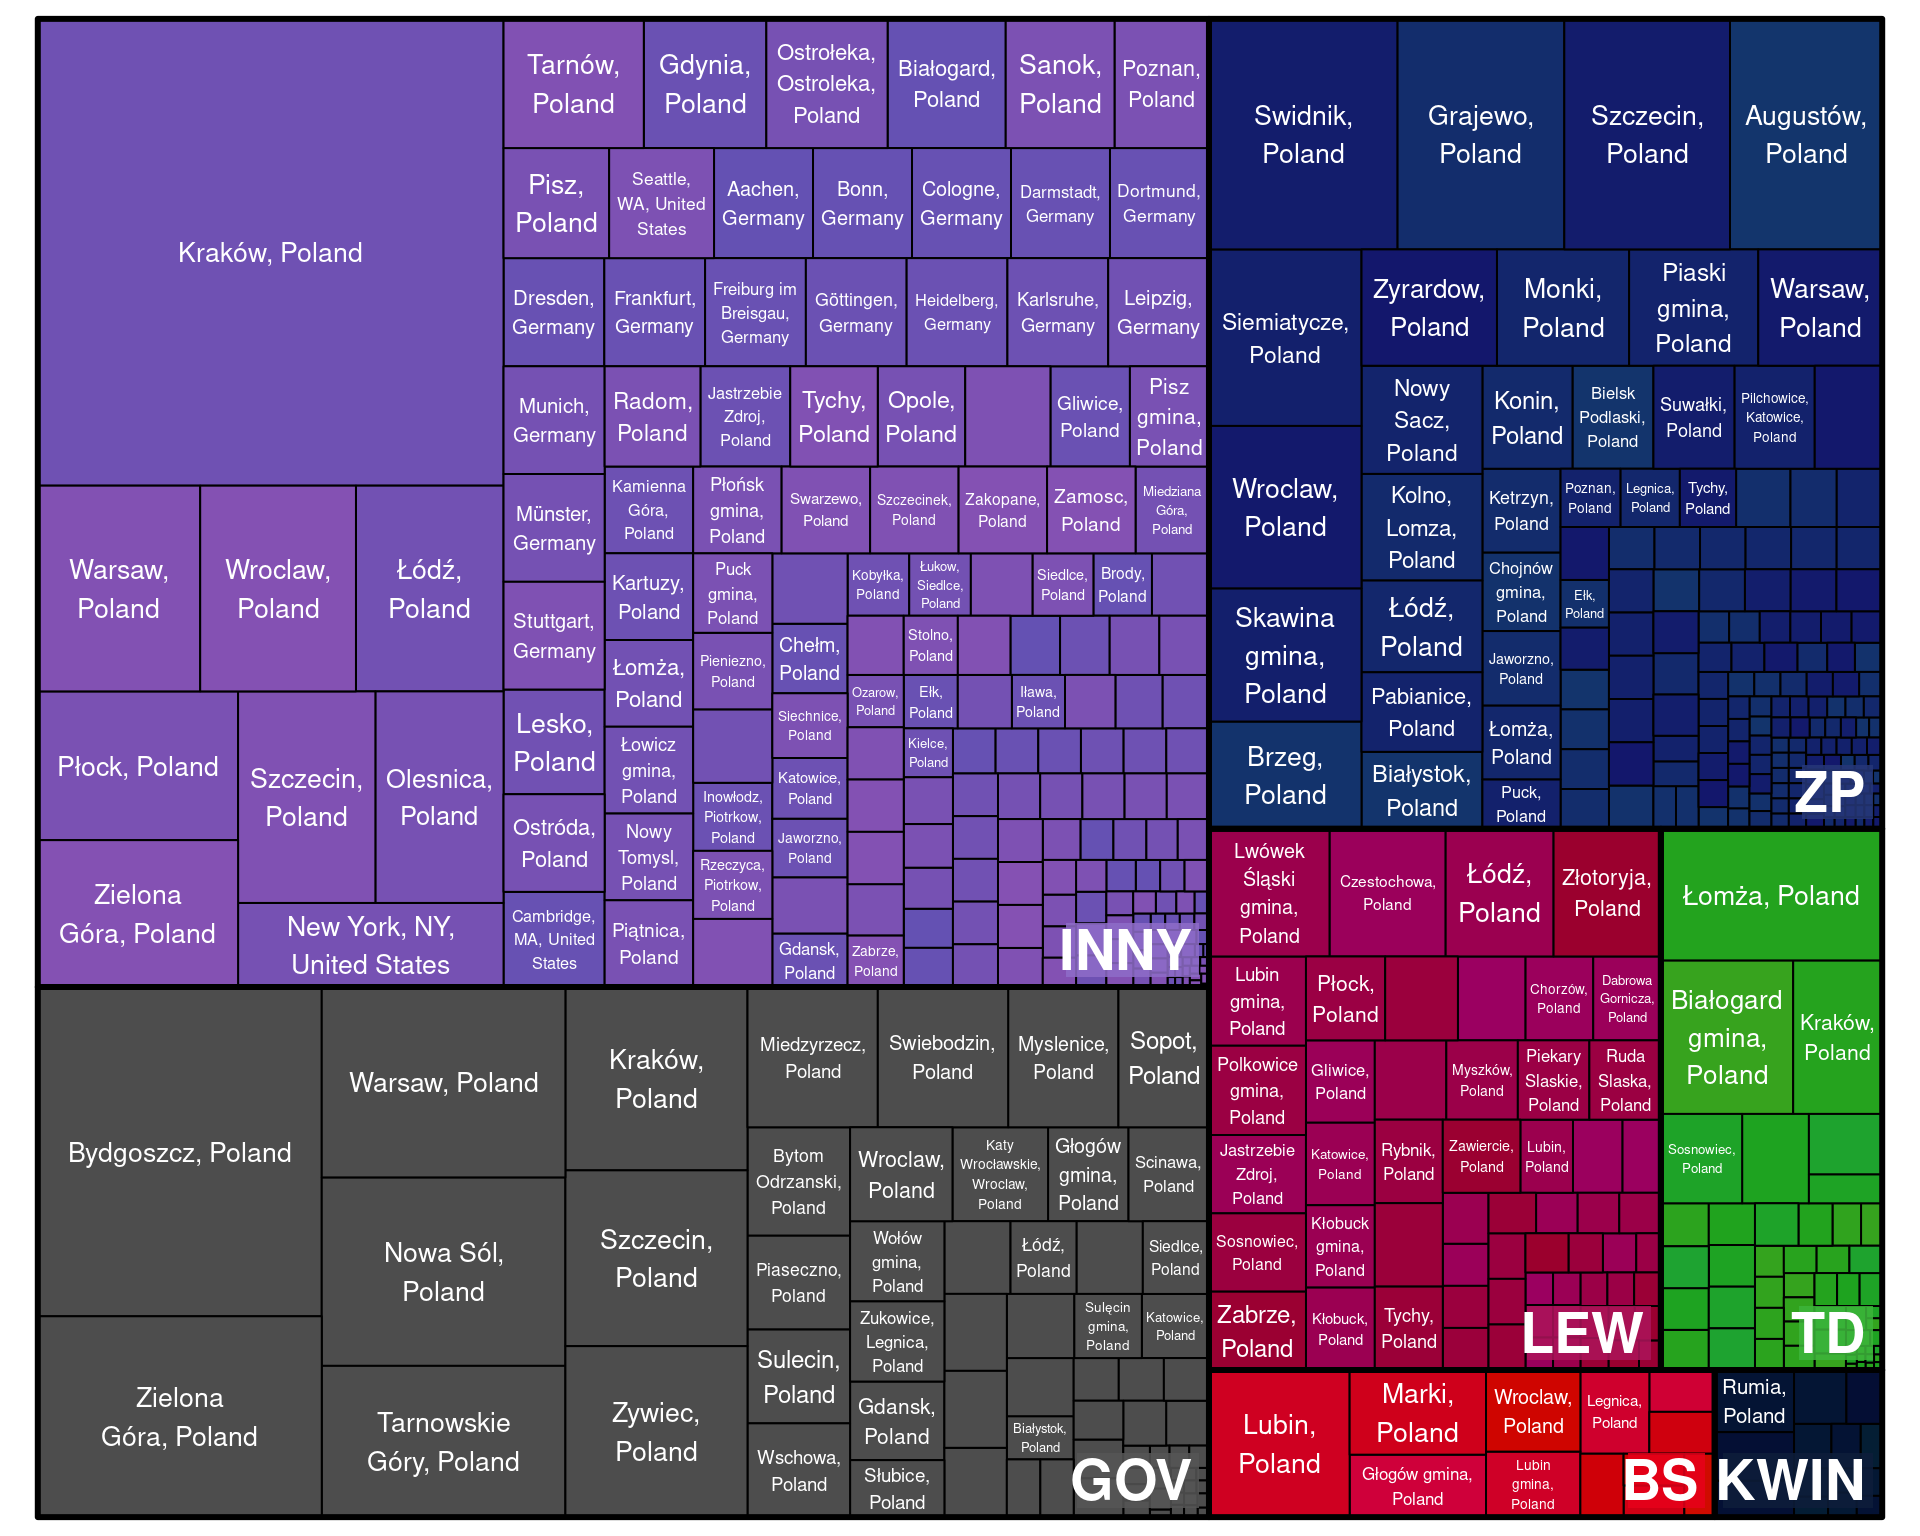 Kraków, Poland
Warsaw,
Poland
Wroclaw,
Poland
Łódź,
Poland
Płock, Poland
Szczecin,
Poland
Olesnica,
Poland
Zielona
Góra, Poland
New York, NY,
United States
Tarnów,
Poland
Gdynia,
Poland
Ostrołeka,
Ostroleka,
Poland
Białogard,
Poland
Sanok,
Poland
Poznan,
Poland
Pisz,
Poland
Seattle,
WA, United
States
Aachen,
Germany
Bonn,
Germany
Cologne,
Germany
Darmstadt,
Germany
Dortmund,
Germany
Dresden,
Germany
Frankfurt,
Germany
Freiburg im
Breisgau,
Germany
Göttingen,
Germany
Heidelberg,
Germany
Karlsruhe,
Germany
Leipzig,
Germany
Munich,
Germany
Münster,
Germany
Stuttgart,
Germany
Lesko,
Poland
Ostróda,
Poland
Cambridge,
MA, United
States
Radom,
Poland
Jastrzebie
Zdroj,
Poland
Tychy,
Poland
Opole,
Poland
Gliwice,
Poland
Pisz
gmina,
Poland
Kamienna
Góra,
Poland
Płońsk
gmina,
Poland
Swarzewo,
Poland
Szczecinek,
Poland
Zakopane,
Poland
Zamosc,
Poland
Miedziana
Góra,
Poland
Kartuzy,
Poland
Łomża,
Poland
Łowicz
gmina,
Poland
Nowy
Tomysl,
Poland
Piątnica,
Poland
Puck
gmina,
Poland
Pieniezno,
Poland
Inowłodz,
Piotrkow,
Poland
Rzeczyca,
Piotrkow,
Poland
Chełm,
Poland
Siechnice,
Poland
Katowice,
Poland
Jaworzno,
Poland
Gdansk,
Poland
Kobyłka,
Poland
Łukow,
Siedlce,
Poland
Siedlce,
Poland
Brody,
Poland
Stolno,
Poland
Ozarow,
Poland
Ełk,
Poland
Iława,
Poland
Kielce,
Poland
Zabrze,
Poland
INNY
Bydgoszcz, Poland
Zielona
Góra, Poland
Warsaw, Poland
Nowa Sól,
Poland
Tarnowskie
Góry, Poland
Kraków,
Poland
Szczecin,
Poland
Zywiec,
Poland
Miedzyrzecz,
Poland
Swiebodzin,
Poland
Myslenice,
Poland
Sopot,
Poland
Bytom
Odrzanski,
Poland
Piaseczno,
Poland
Sulecin,
Poland
Wschowa,
Poland
Wroclaw,
Poland
Katy
Wrocławskie,
Wroclaw,
Poland
Głogów
gmina,
Poland
Scinawa,
Poland
Wołów
gmina,
Poland
Zukowice,
Legnica,
Poland
Gdansk,
Poland
Słubice,
Poland
Łódź,
Poland
Siedlce,
Poland
Sulęcin
gmina,
Poland
Katowice,
Poland
Białystok,
Poland
GOV
Swidnik,
Poland
Grajewo,
Poland
Szczecin,
Poland
Augustów,
Poland
Siemiatycze,
Poland
Wroclaw,
Poland
Skawina
gmina,
Poland
Brzeg,
Poland
Zyrardow,
Poland
Monki,
Poland
Piaski
gmina,
Poland
Warsaw,
Poland
Nowy
Sacz,
Poland
Kolno,
Lomza,
Poland
Łódź,
Poland
Pabianice,
Poland
Białystok,
Poland
Konin,
Poland
Bielsk
Podlaski,
Poland
Suwałki,
Poland
Pilchowice,
Katowice,
Poland
Ketrzyn,
Poland
Chojnów
gmina,
Poland
Jaworzno,
Poland
Łomża,
Poland
Puck,
Poland
Poznan,
Poland
Legnica,
Poland
Tychy,
Poland
Ełk,
Poland
ZP
Lwówek
Śląski
gmina,
Poland
Czestochowa,
Poland
Łódź,
Poland
Złotoryja,
Poland
Lubin
gmina,
Poland
Polkowice
gmina,
Poland
Jastrzebie
Zdroj,
Poland
Sosnowiec,
Poland
Zabrze,
Poland
Płock,
Poland
Chorzów,
Poland
Dabrowa
Gornicza,
Poland
Gliwice,
Poland
Katowice,
Poland
Kłobuck
gmina,
Poland
Kłobuck,
Poland
Myszków,
Poland
Piekary
Slaskie,
Poland
Ruda
Slaska,
Poland
Rybnik,
Poland
Zawiercie,
Poland
Lubin,
Poland
Tychy,
Poland
LEW
Łomża, Poland
Białogard
gmina,
Poland
Kraków,
Poland
Sosnowiec,
Poland
TD
Lubin,
Poland
Marki,
Poland
Głogów gmina,
Poland
Wroclaw,
Poland
Lubin
gmina,
Poland
Legnica,
Poland
BS
Rumia,
Poland
KWIN